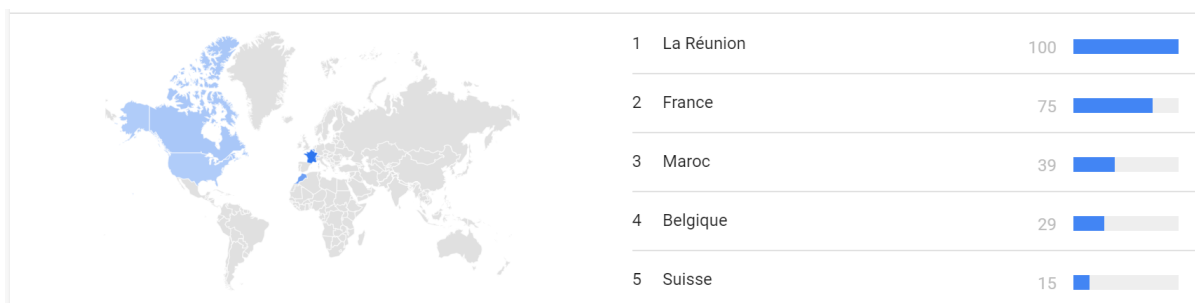 1 La Réunion 100
2 France 75
3 Maroc 39
4 Belgique 29
5 Suisse 15